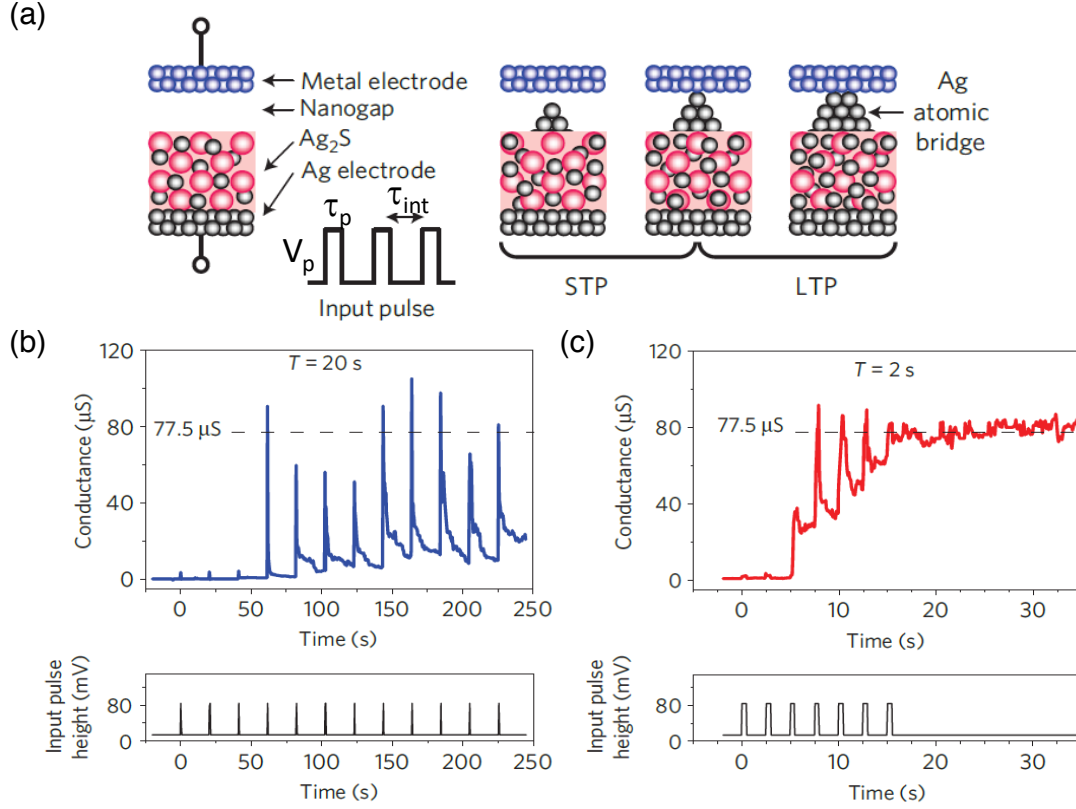 (a)
Metal electrode
Nanogap
Ag₂S
Ag electrode
Ag
atomic
bridge
τp
τint
Vp
Input pulse
STP
LTP
(b)
T = 20 s
77.5 μS
Conductance (μS)
120
80
40
0
0 50 100 150 200 250
Time (s)
Input pulse
height (mV)
80
0
0 50 100 150 200 250
Time (s)
(c)
T = 2 s
77.5 μS
Conductance (μS)
120
80
40
0
0 10 20 30
Time (s)
Input pulse
height (mV)
80
0
0 10 20 30
Time (s)